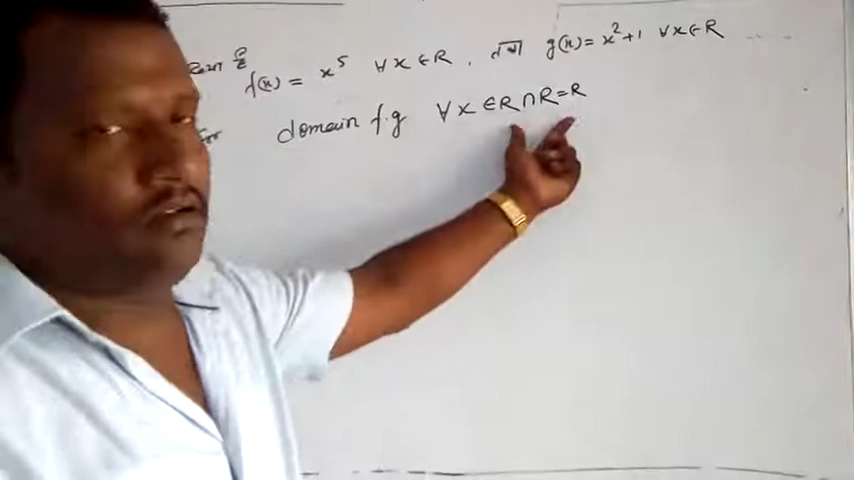 है f(x) = x⁵ ∀x∈R , तथा g(x) = x²+1 ∀x∈R
domain f·g ∀x∈R∩R=R